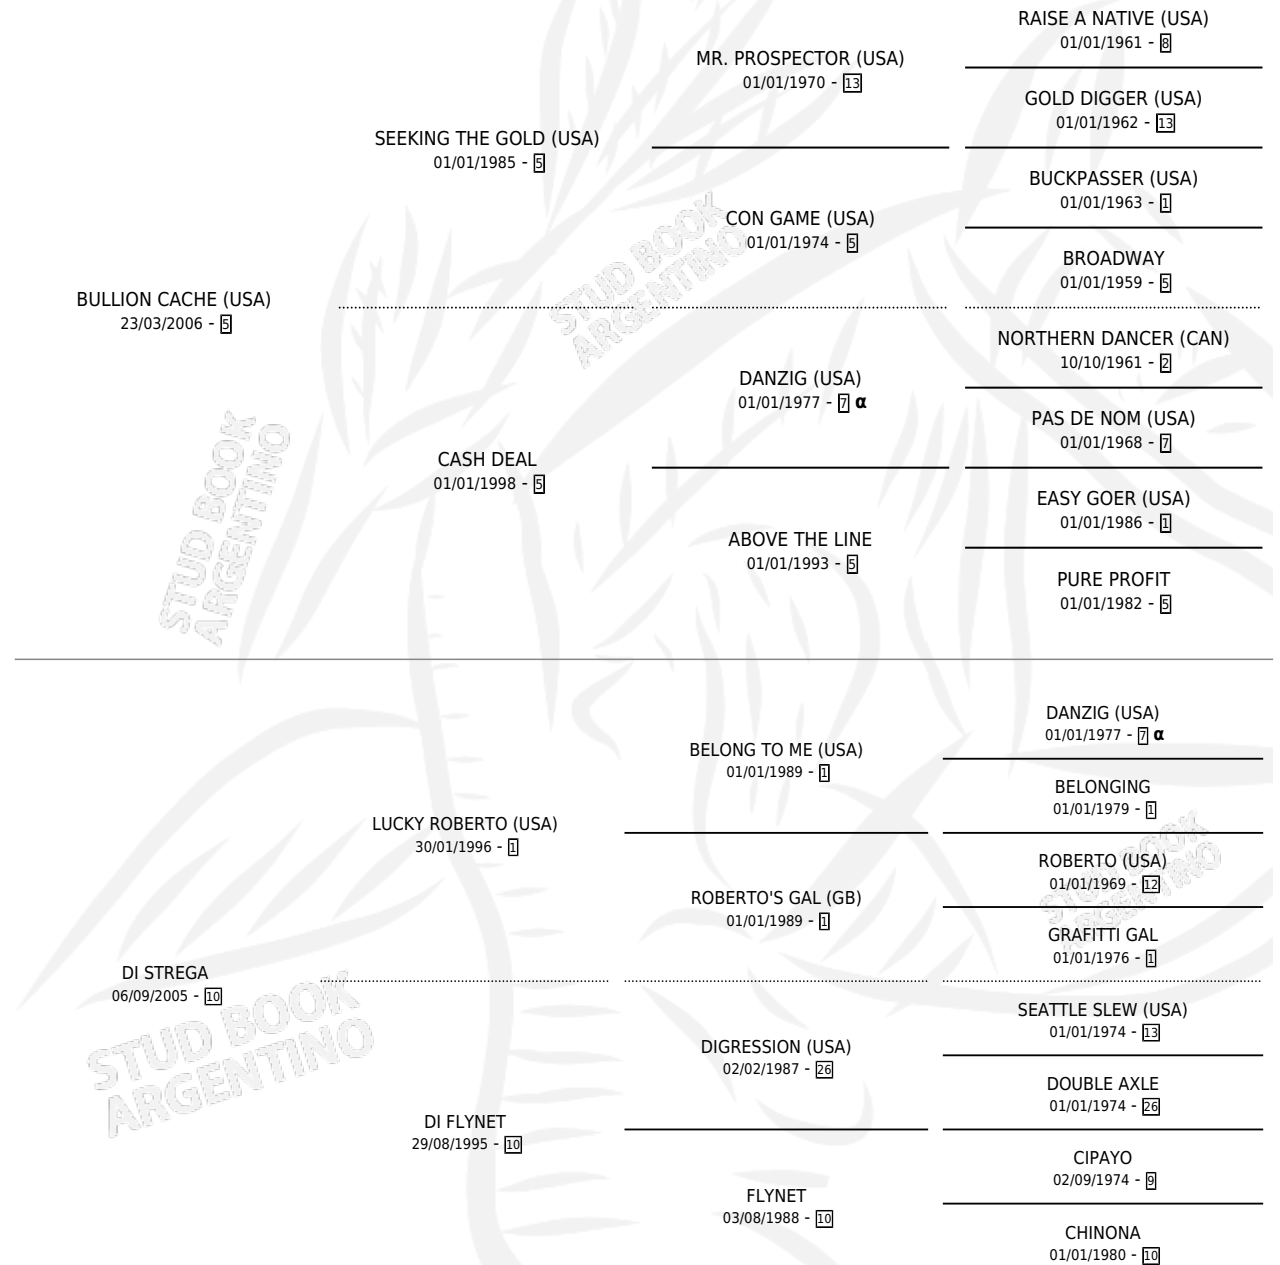 RAISE A NATIVE (USA)
01/01/1961 - 8
MR. PROSPECTOR (USA)
01/01/1970 - 13
GOLD DIGGER (USA)
01/01/1962 - 13
SEEKING THE GOLD (USA)
01/01/1985 - 5
BUCKPASSER (USA)
01/01/1963 - 1
CON GAME (USA)
01/01/1974 - 5
BROADWAY
01/01/1959 - 5
STUD BOOK
ARGENTINO
BULLION CACHE (USA)
23/03/2006 - 5
NORTHERN DANCER (CAN)
10/10/1961 - 2
DANZIG (USA)
01/01/1977 - 7 α
PAS DE NOM (USA)
01/01/1968 - 7
CASH DEAL
01/01/1998 - 5
EASY GOER (USA)
01/01/1986 - 1
ABOVE THE LINE
01/01/1993 - 5
PURE PROFIT
01/01/1982 - 5
STUD BOOK
ARGENTINO
DANZIG (USA)
01/01/1977 - 7 α
BELONG TO ME (USA)
01/01/1989 - 1
BELONGING
01/01/1979 - 1
LUCKY ROBERTO (USA)
30/01/1996 - 1
ROBERTO (USA)
01/01/1969 - 12
ROBERTO'S GAL (GB)
01/01/1989 - 1
GRAFITTI GAL
01/01/1976 - 1
STUD BOOK
ARGENTINO
DI STREGA
06/09/2005 - 10
SEATTLE SLEW (USA)
01/01/1974 - 13
DIGRESSION (USA)
02/02/1987 - 26
DOUBLE AXLE
01/01/1974 - 26
STUD BOOK
ARGENTINO
DI FLYNET
29/08/1995 - 10
CIPAYO
02/09/1974 - 9
FLYNET
03/08/1988 - 10
CHINONA
01/01/1980 - 10